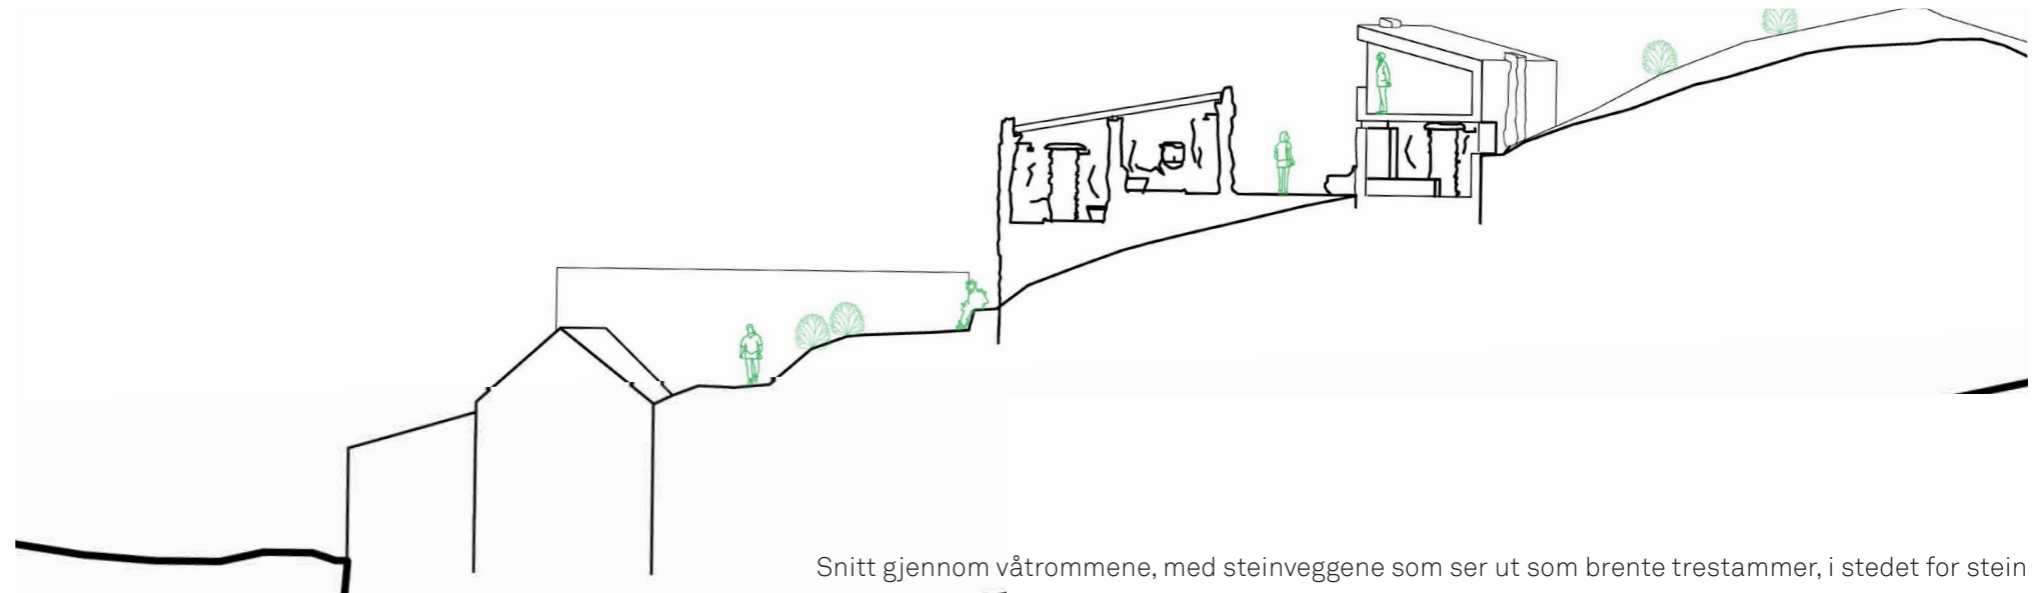 Snitt gjennom våtrommene, med steinveggene som ser ut som brente trestammer, i stedet for stein